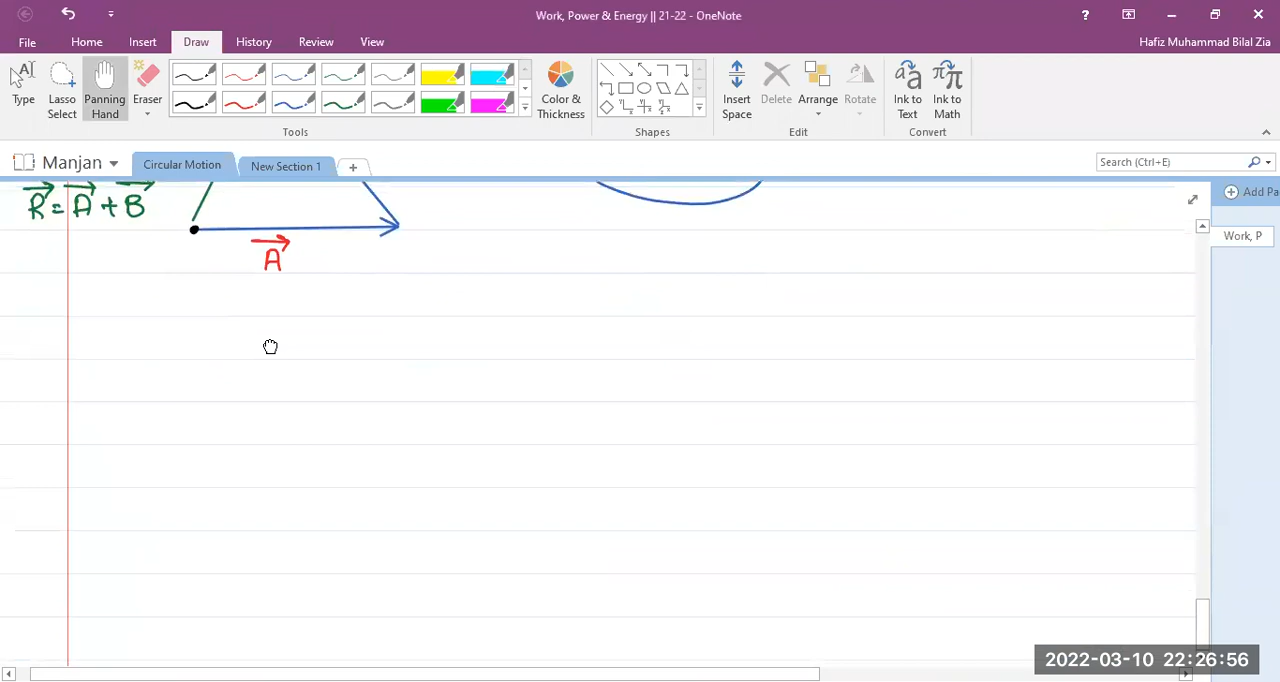 Work, Power & Energy || 21-22 - OneNote
?
File Home Insert Draw History Review View
Hafiz Muhammad Bilal Zia
Type
Lasso Select
Panning Hand
Eraser
Color & Thickness
Insert Space
Delete
Arrange
Rotate
Ink to Text
Ink to Math
Tools
Shapes
Edit
Convert
Manjan
Circular Motion
New Section 1
Search (Ctrl+E)
Add Pa
Work, P
R = A + B
A
2022-03-10 22:26:56